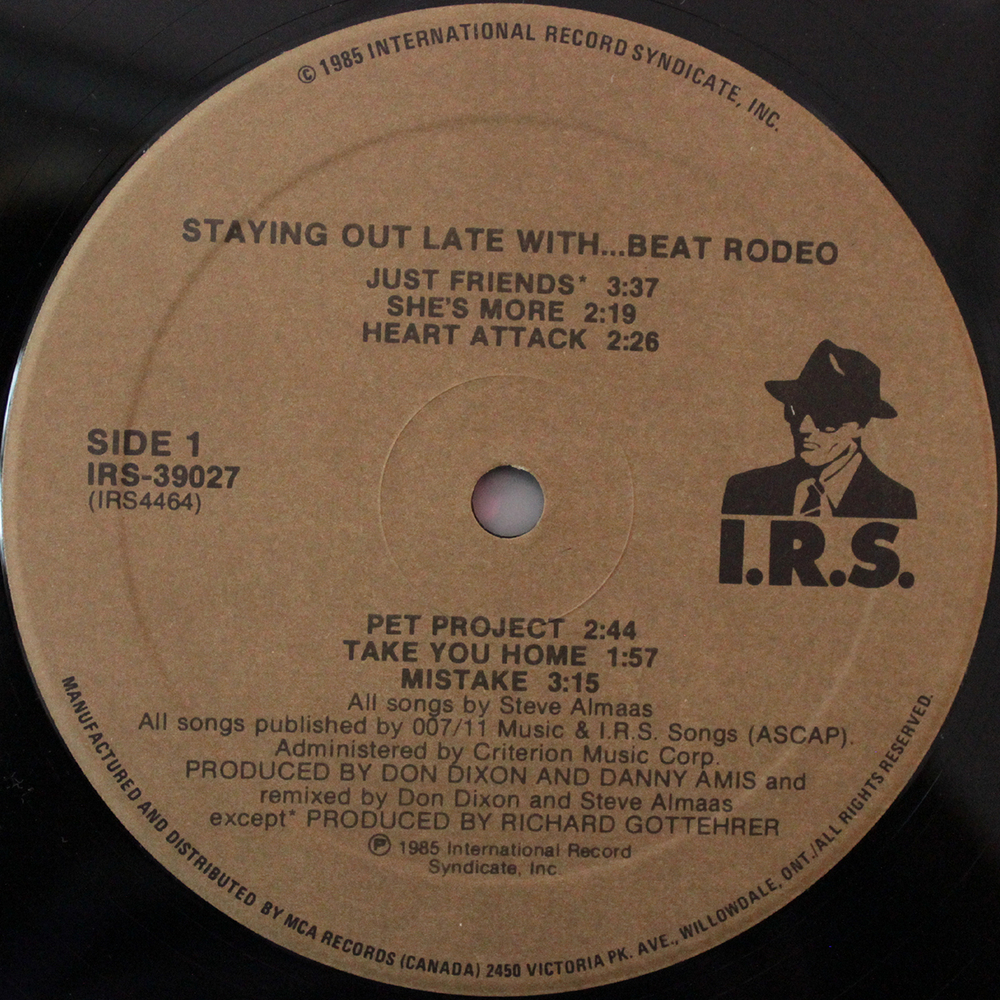 © 1985 INTERNATIONAL RECORD SYNDICATE, INC.
STAYING OUT LATE WITH...BEAT RODEO
JUST FRIENDS* 3:37
SHE'S MORE 2:19
HEART ATTACK 2:26
SIDE 1
IRS-39027
(IRS4464)
I.R.S.
PET PROJECT 2:44
TAKE YOU HOME 1:57
MISTAKE 3:15
All songs by Steve Almaas
All songs published by 007/11 Music & I.R.S. Songs (ASCAP).
Administered by Criterion Music Corp.
PRODUCED BY DON DIXON AND DANNY AMIS and
remixed by Don Dixon and Steve Almaas
except* PRODUCED BY RICHARD GOTTEHRER
℗ 1985 International Record
Syndicate, Inc.
MANUFACTURED AND DISTRIBUTED BY MCA RECORDS (CANADA) 2450 VICTORIA PK. AVE., WILLOWDALE, ONT./ALL RIGHTS RESERVED.